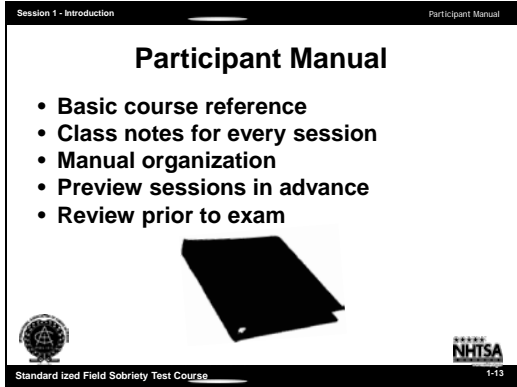 Session 1 - Introduction Participant Manual
Participant Manual
• Basic course reference
• Class notes for every session
• Manual organization
• Preview sessions in advance
• Review prior to exam
NHTSA
Standard ized Field Sobriety Test Course 1-13